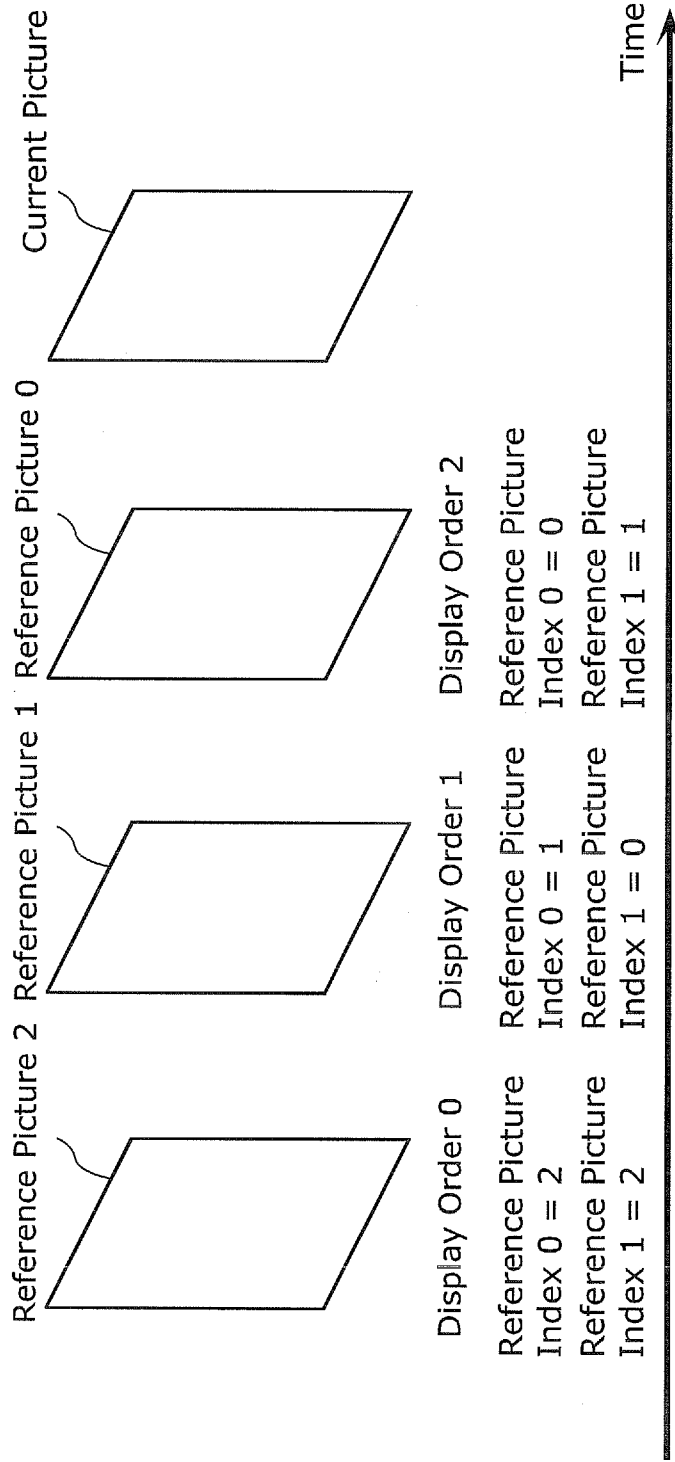 Reference Picture 2
Reference Picture 1
Reference Picture 0
Current Picture
Display Order 0
Display Order 1
Display Order 2
Reference Picture
Index 0 = 2
Reference Picture
Index 1 = 2
Reference Picture
Index 0 = 1
Reference Picture
Index 1 = 0
Reference Picture
Index 0 = 0
Reference Picture
Index 1 = 1
Time